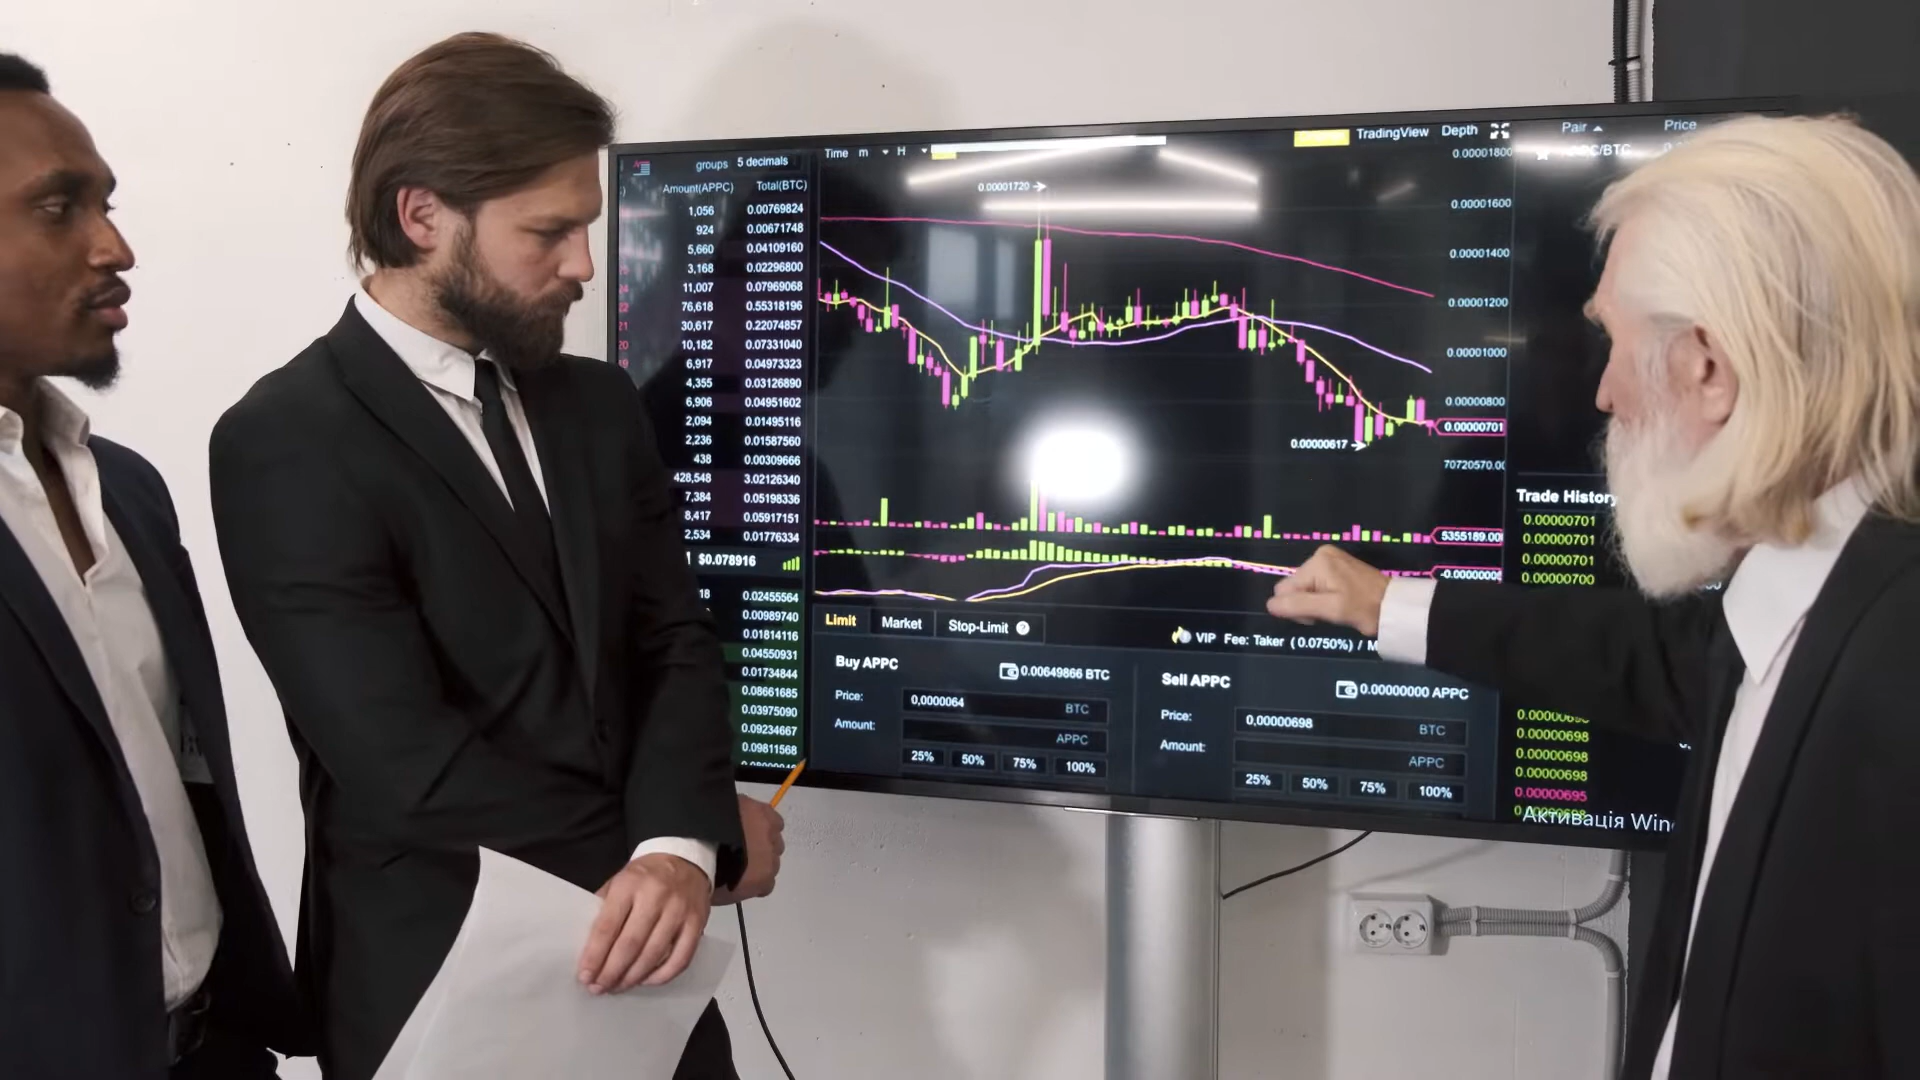 groups 5 decimals
Amount(APPC) Total(BTC)
1,056 0.00769824
924 0.00671748
5,660 0.04109160
3,168 0.02296800
11,007 0.07969068
76,618 0.55318196
30,617 0.22074857
10,182 0.07331040
6,917 0.04973323
4,355 0.03126890
6,906 0.04951602
2,094 0.01495116
2,236 0.01587560
438 0.00309666
428,548 3.02126340
7,384 0.05198336
8,417 0.05917151
2,534 0.01776334
$0.078916
18 0.02455564
0.00989740
0.01814116
0.04550931
0.01734844
0.08661685
0.03975090
0.09234667
0.09811568
Time m H
TradingView Depth
0.00001720
0.00001800
0.00001600
0.00001400
0.00001200
0.00001000
0.00000800
0.00000701
0.00000617
70720570.00
5355189.00
Limit Market Stop-Limit ?
VIP Fee: Taker (0.0750%) / M
Buy APPC 0.00649866 BTC
Price: 0,0000064 BTC
Amount: APPC
25% 50% 75% 100%
Sell APPC 0.00000000 APPC
Price: 0,00000698 BTC
Amount: APPC
25% 50% 75% 100%
Pair Price
Trade History
0.00000701
0.00000701
0.00000701
0.00000700
0.00000698
0.00000698
0.00000698
0.00000695
Активація Win